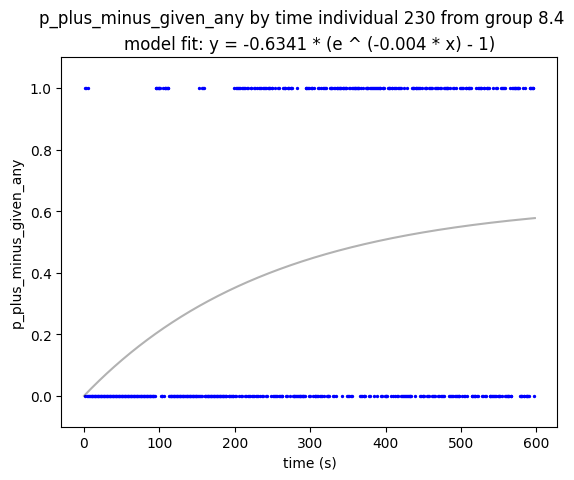 p_plus_minus_given_any by time individual 230 from group 8.4
model fit: y = -0.6341 * (e ^ (-0.004 * x) - 1)
1.0
0.8
0.6
0.4
0.2
0.0
p_plus_minus_given_any
0 100 200 300 400 500 600
time (s)